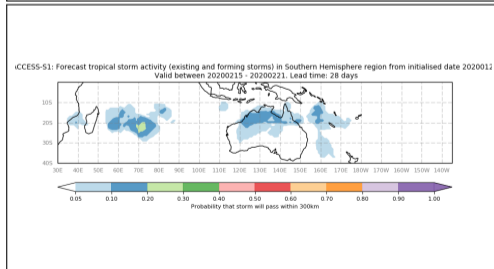 ACCESS-S1: Forecast tropical storm activity (existing and forming storms) in Southern Hemisphere region from initialised date 2020012
Valid between 20200215 - 20200221. Lead time: 28 days
10S
20S
30S
40S
30E 40E 50E 60E 70E 80E 90E 100E 110E 120E 130E 140E 150E 160E 170E 180W 170W 160W 150W 140W
0.05 0.10 0.20 0.30 0.40 0.50 0.60 0.70 0.80 0.90 1.00
Probability that storm will pass within 300km